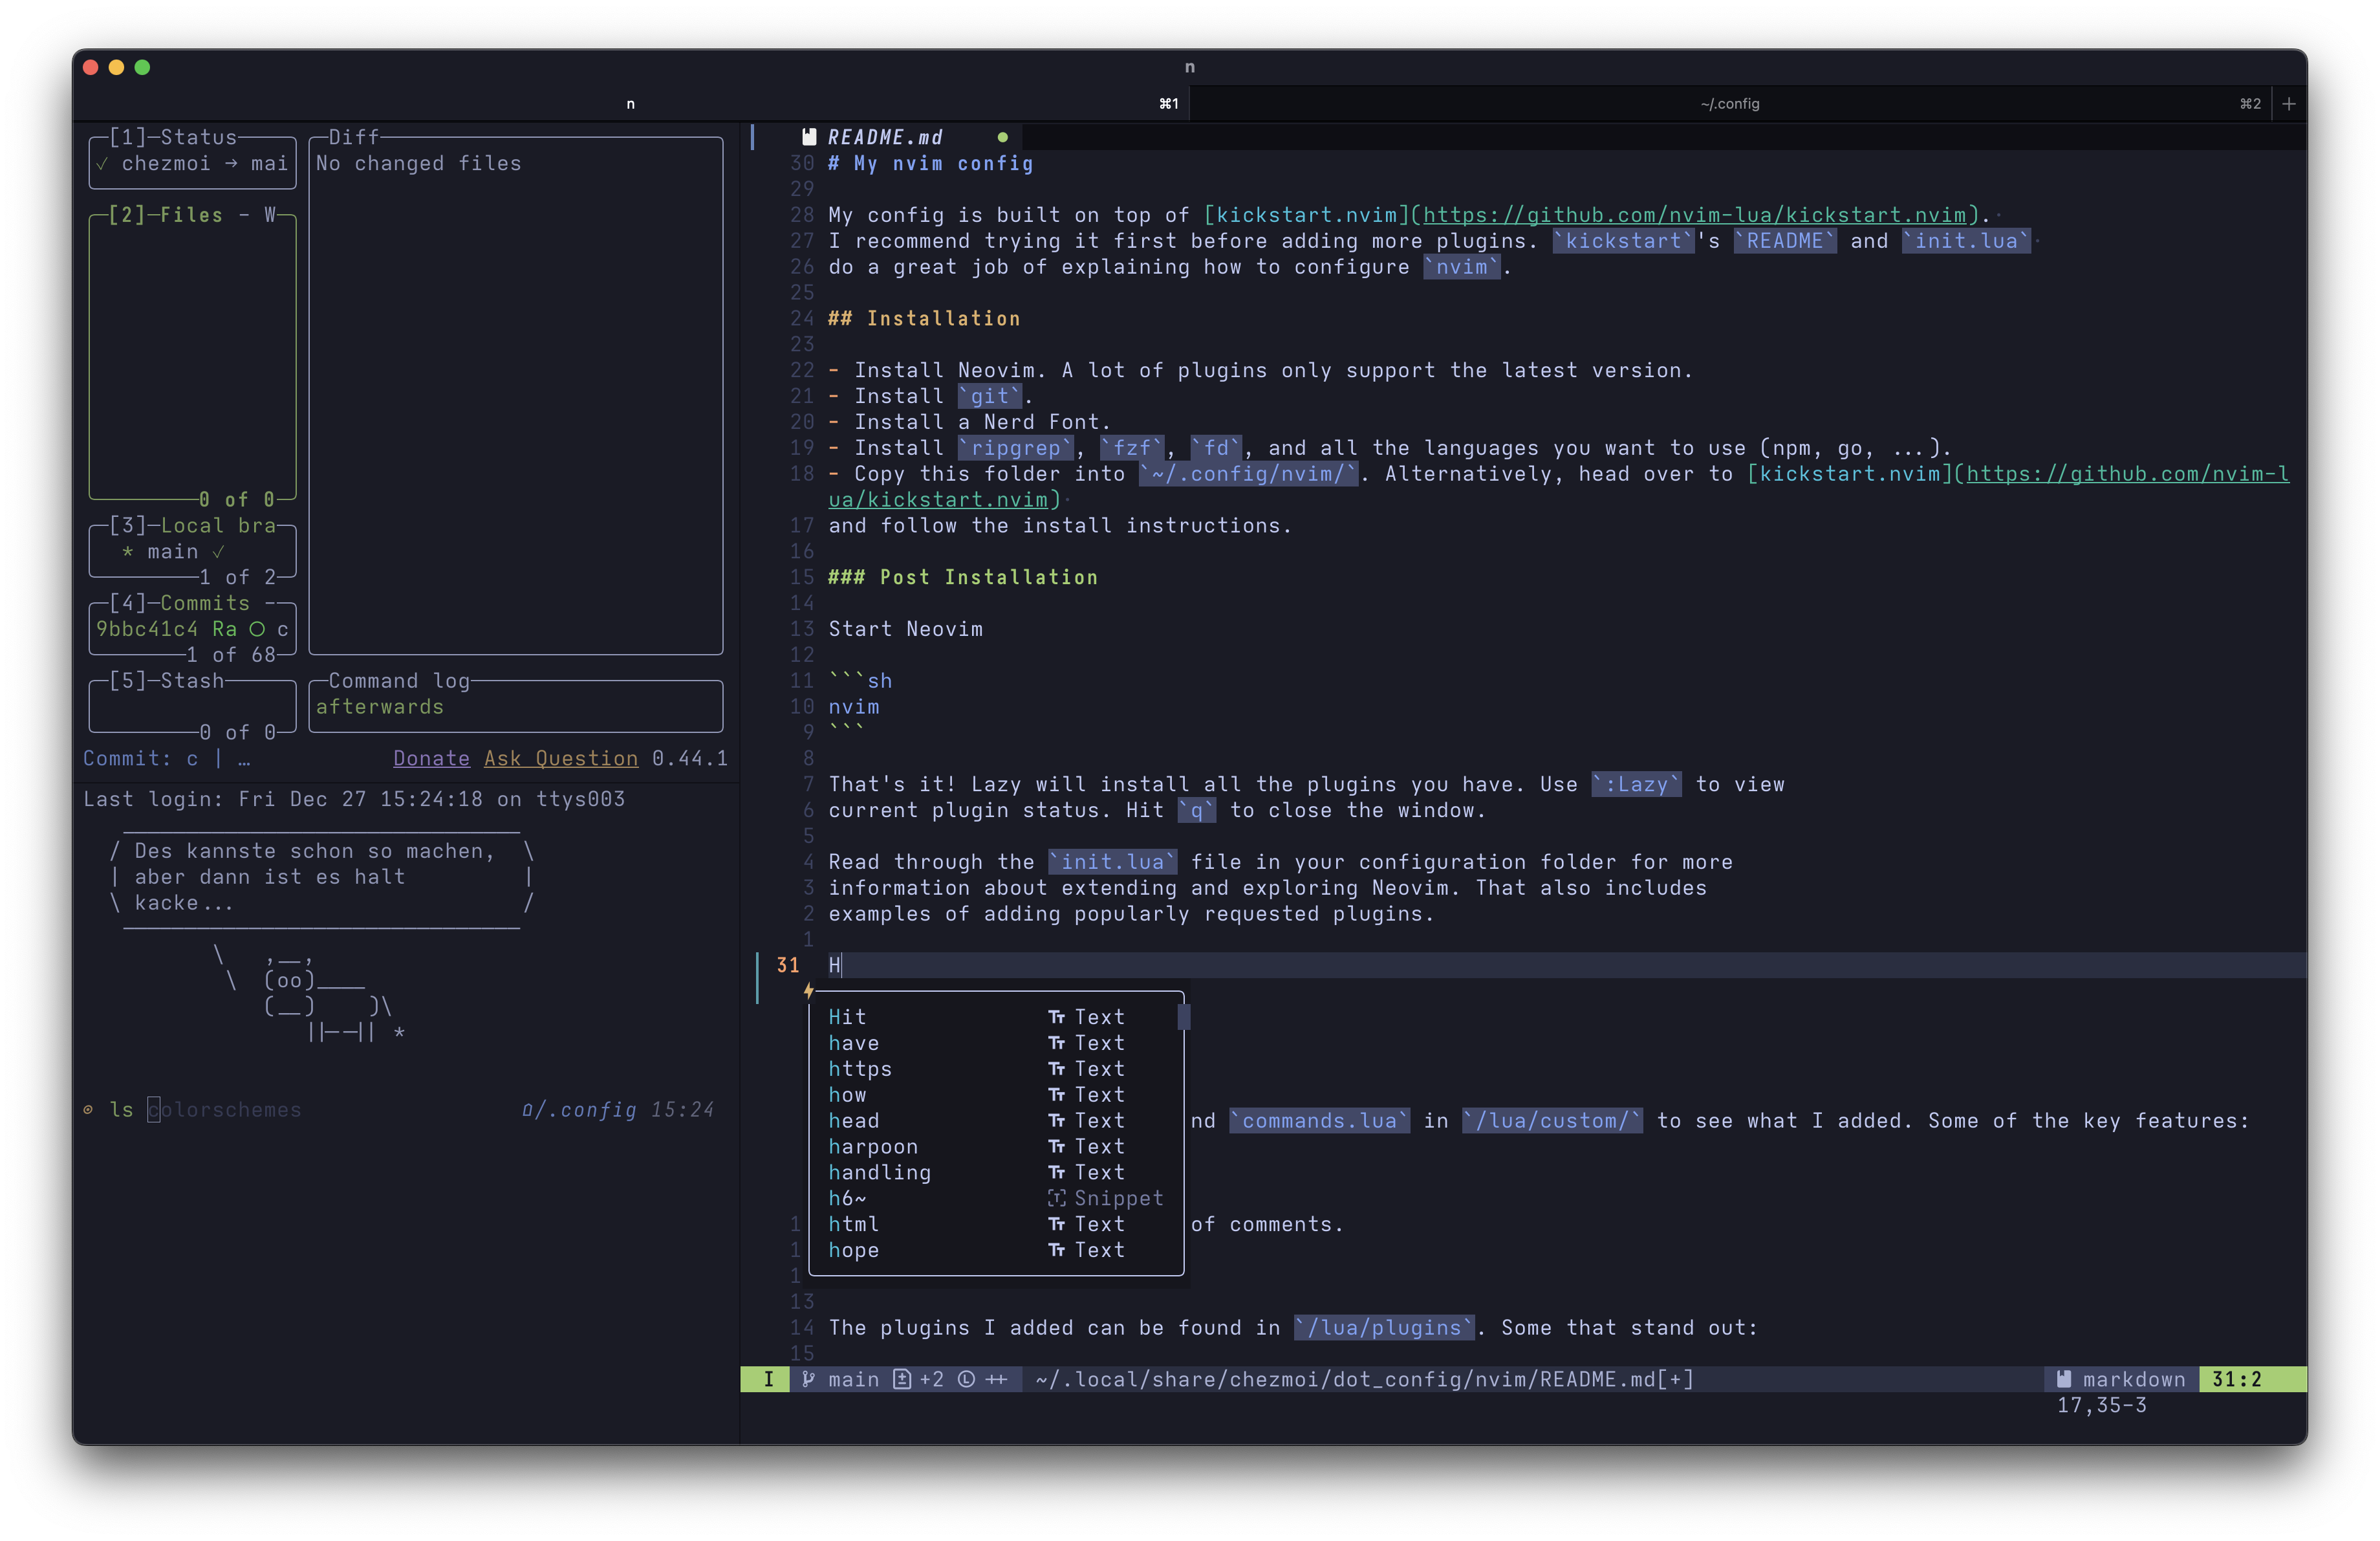 n
n ⌘1
~/.config ⌘2 +
[1]─Status
✓ chezmoi → mai
[2]─Files - W
0 of 0
[3]─Local bra
* main ✓
1 of 2
[4]─Commits -
9bbc41c4 Ra ○ c
1 of 68
[5]─Stash
0 of 0
Diff
No changed files
Command log
afterwards
Commit: c | … Donate Ask Question 0.44.1
Last login: Fri Dec 27 15:24:18 on ttys003
/ Des kannste schon so machen, \
| aber dann ist es halt |
\ kacke... /
\ ,__,
\ (oo)____
(__) )\
||--|| *
ls colorschemes ~/.config 15:24
README.md ●
30 # My nvim config
29
28 My config is built on top of [kickstart.nvim](https://github.com/nvim-lua/kickstart.nvim).
27 I recommend trying it first before adding more plugins. `kickstart`'s `README` and `init.lua`
26 do a great job of explaining how to configure `nvim`.
25
24 ## Installation
23
22 - Install Neovim. A lot of plugins only support the latest version.
21 - Install `git`.
20 - Install a Nerd Font.
19 - Install `ripgrep`, `fzf`, `fd`, and all the languages you want to use (npm, go, ...).
18 - Copy this folder into `~/.config/nvim/`. Alternatively, head over to [kickstart.nvim](https://github.com/nvim-l
ua/kickstart.nvim)
17 and follow the install instructions.
16
15 ### Post Installation
14
13 Start Neovim
12
11 ```sh
10 nvim
9 ```
8
7 That's it! Lazy will install all the plugins you have. Use `:Lazy` to view
6 current plugin status. Hit `q` to close the window.
5
4 Read through the `init.lua` file in your configuration folder for more
3 information about extending and exploring Neovim. That also includes
2 examples of adding popularly requested plugins.
1
31 H
Hit Text
have Text
https Text
how Text
head Text
nd `commands.lua` in `/lua/custom/` to see what I added. Some of the key features:
harpoon Text
handling Text
h6~ Snippet
html Text
1 of comments.
hope Text
1
1
13
14 The plugins I added can be found in `/lua/plugins`. Some that stand out:
15
I main +2 ~/.local/share/chezmoi/dot_config/nvim/README.md[+] markdown 31:2
17,35-3